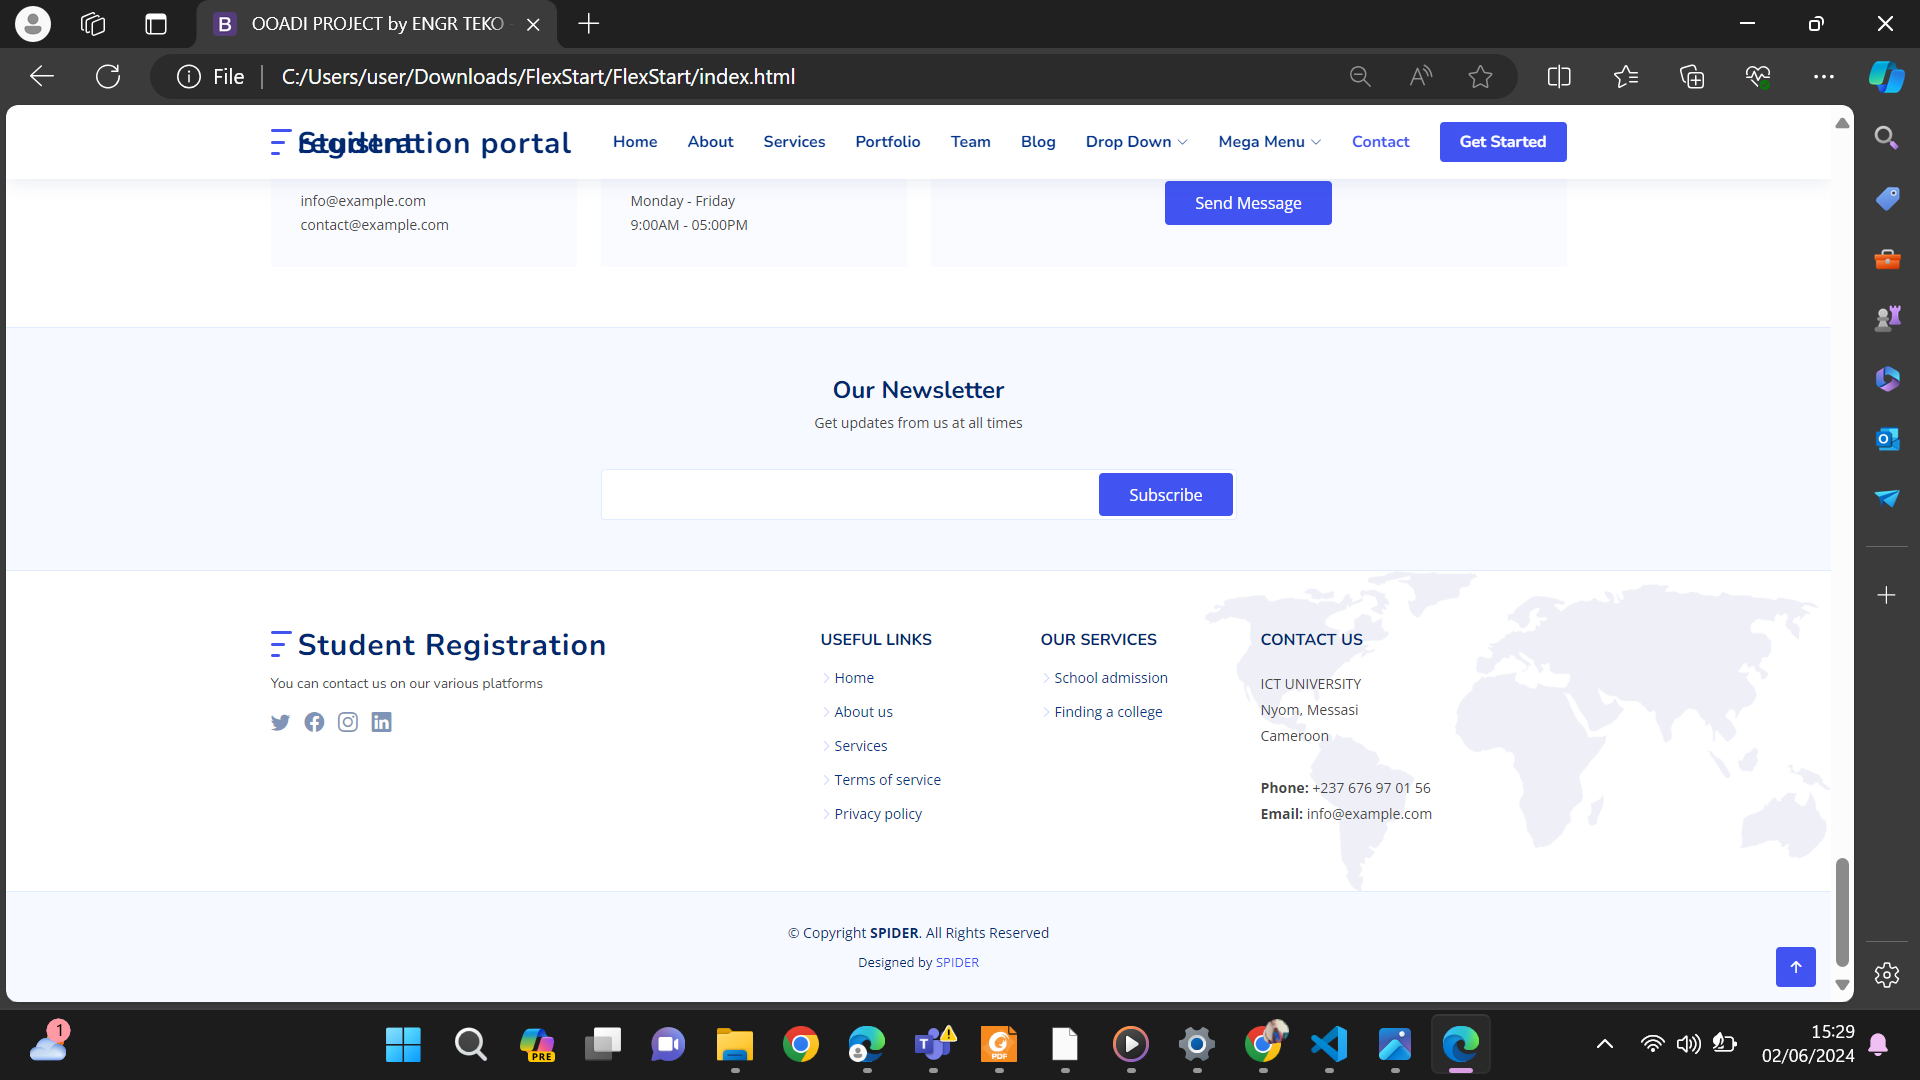 OOADI PROJECT by ENGR TEKO
File
C:/Users/user/Downloads/FlexStart/FlexStart/index.html
Student
registration portal
Home
About
Services
Portfolio
Team
Blog
Drop Down
Mega Menu
Contact
Get Started
info@example.com
contact@example.com
Monday - Friday
9:00AM - 05:00PM
Send Message
Our Newsletter
Get updates from us at all times
Subscribe
Student Registration
You can contact us on our various platforms
USEFUL LINKS
Home
About us
Services
Terms of service
Privacy policy
OUR SERVICES
School admission
Finding a college
CONTACT US
ICT UNIVERSITY
Nyom, Messasi
Cameroon
Phone: +237 676 97 01 56
Email: info@example.com
© Copyright SPIDER. All Rights Reserved
Designed by SPIDER
1
PRE
PDF
15:29
02/06/2024